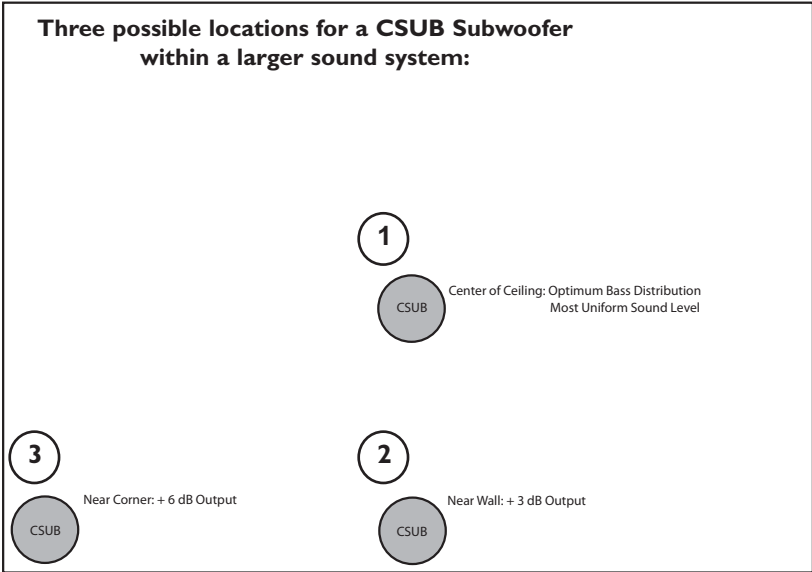 Three possible locations for a CSUB Subwoofer
within a larger sound system:
1
CSUB
Center of Ceiling: Optimum Bass Distribution
Most Uniform Sound Level
3
CSUB
Near Corner: + 6 dB Output
2
CSUB
Near Wall: + 3 dB Output